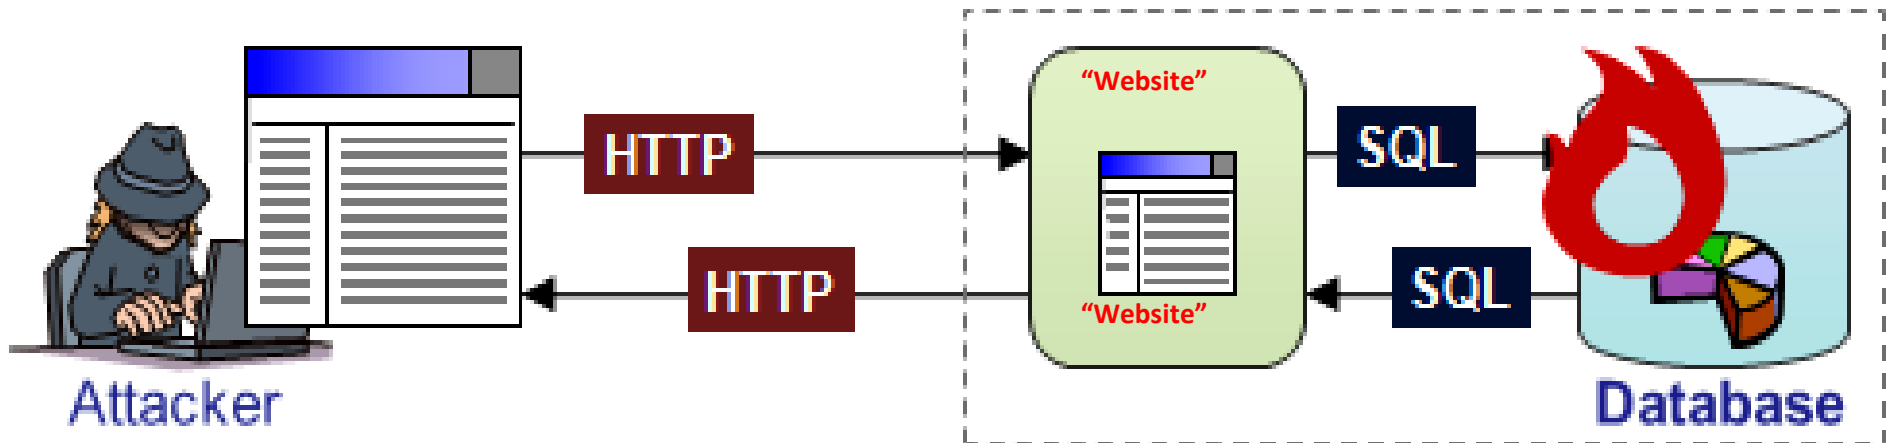 “Website”
HTTP
SQL
HTTP
SQL
“Website”
Attacker
Database